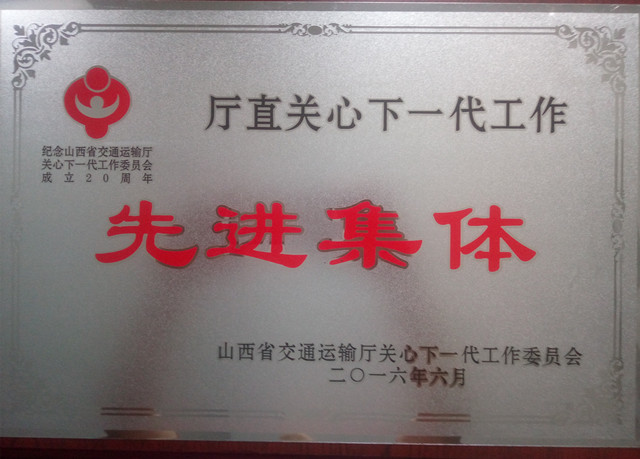 厅直关心下一代工作
纪念山西省交通运输厅
关心下一代工作委员会
成立20周年
先进集体
山西省交通运输厅关心下一代工作委员会
二〇一六年六月